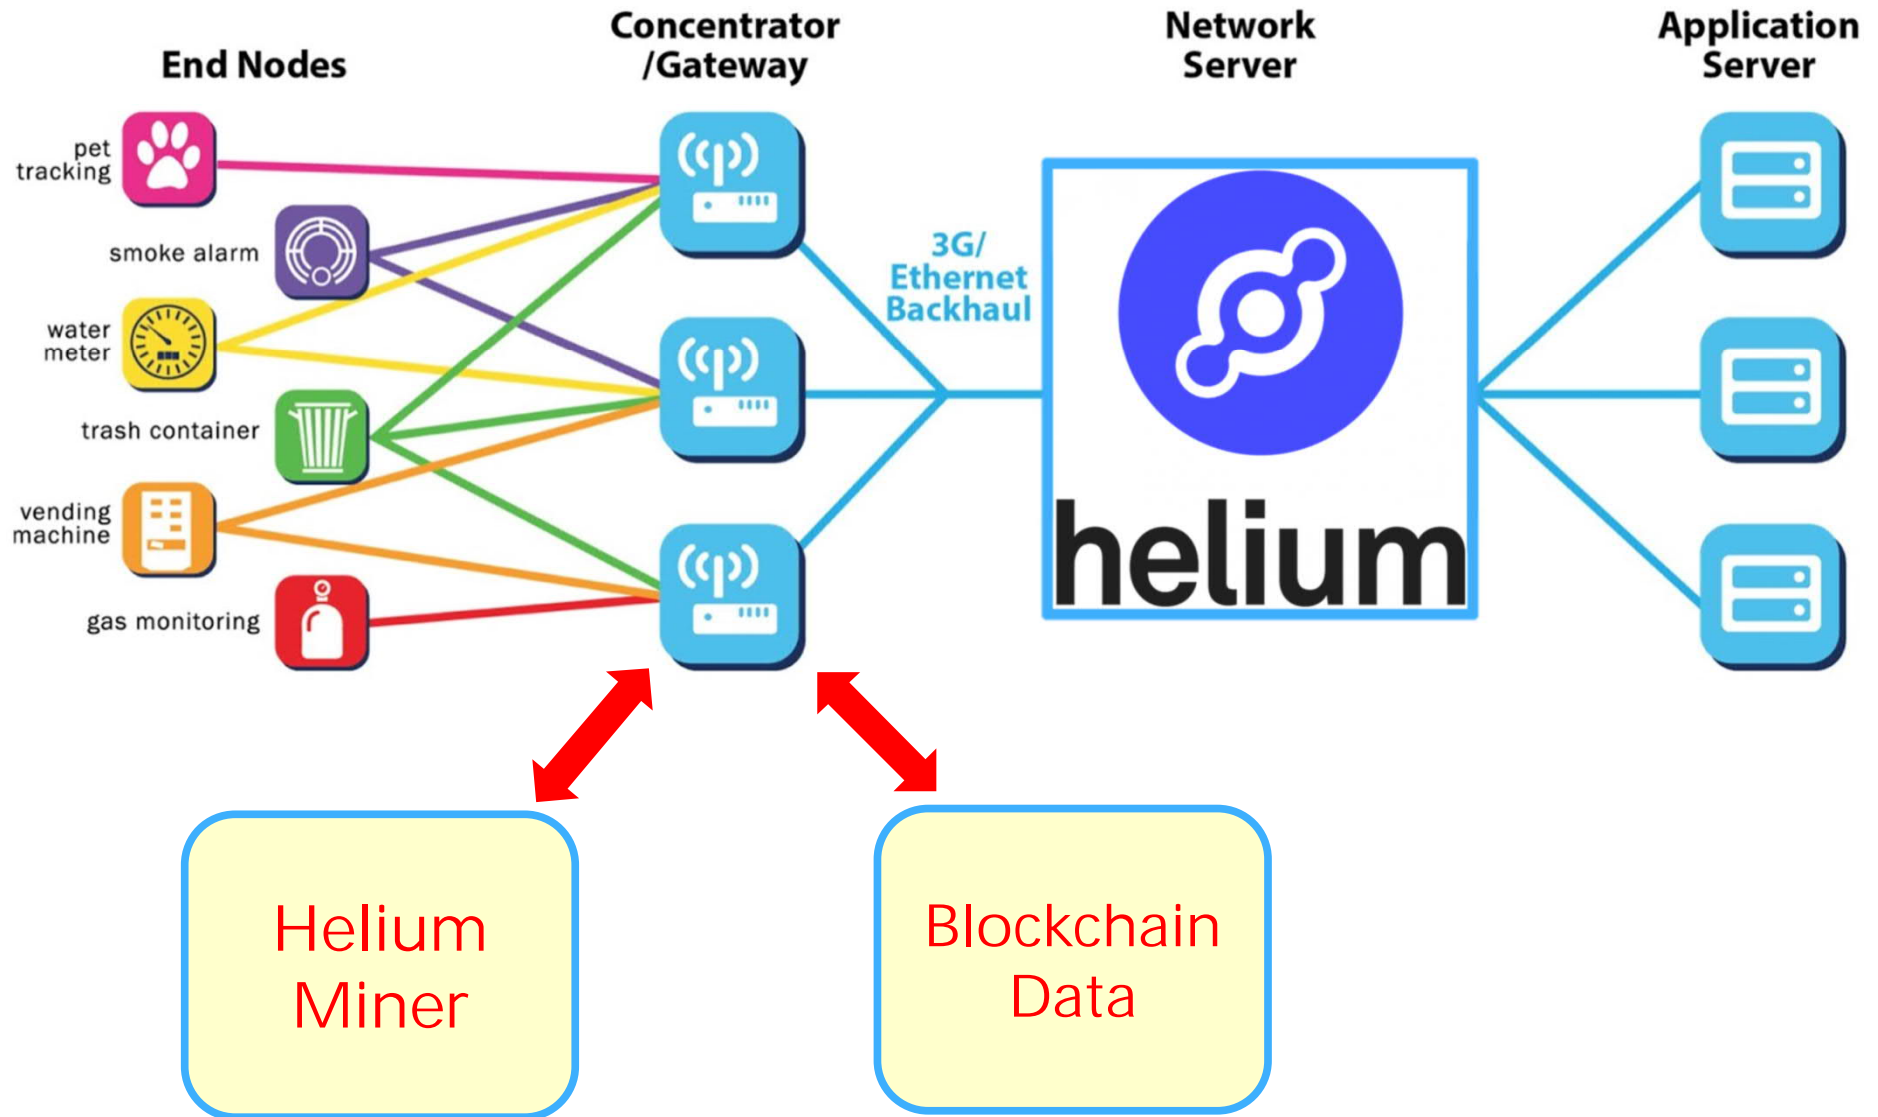 End Nodes
Concentrator
/Gateway
Network
Server
Application
Server
pet
tracking
smoke alarm
water
meter
trash container
vending
machine
gas monitoring
3G/
Ethernet
Backhaul
helium
Helium
Miner
Blockchain
Data